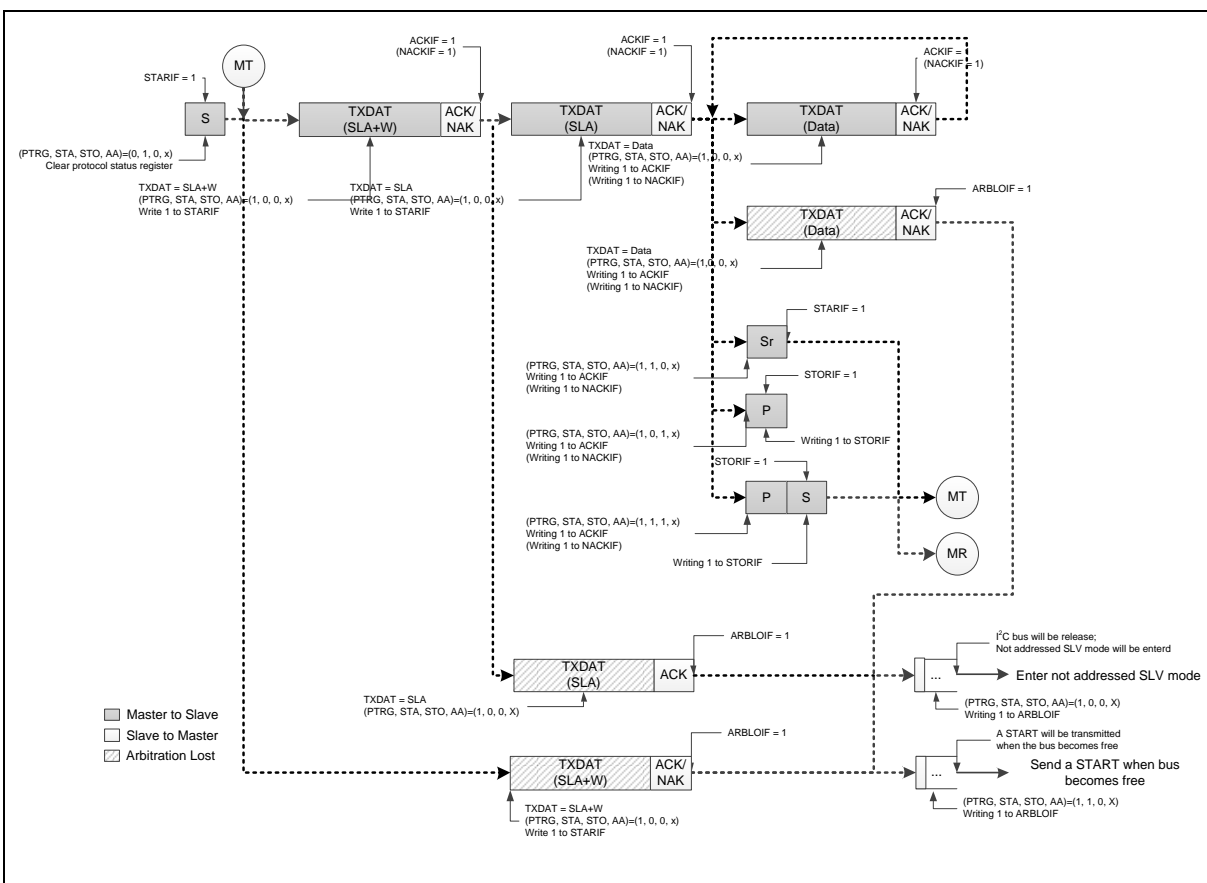 MT
STARIF = 1
S
(PTRG, STA, STO, AA)=(0, 1, 0, x)
Clear protocol status register
ACKIF = 1
(NACKIF = 1)
TXDAT
(SLA+W)
ACK/
NAK
TXDAT = SLA+W
(PTRG, STA, STO, AA)=(1, 0, 0, x)
Write 1 to STARIF
ACKIF = 1
(NACKIF = 1)
TXDAT
(SLA)
ACK/
NAK
TXDAT = SLA
(PTRG, STA, STO, AA)=(1, 0, 0, x)
Write 1 to STARIF
ACKIF =
(NACKIF = 1)
TXDAT
(Data)
ACK/
NAK
TXDAT = Data
(PTRG, STA, STO, AA)=(1, 0, 0, x)
Writing 1 to ACKIF
(Writing 1 to NACKIF)
ARBLOIF = 1
TXDAT
(Data)
ACK/
NAK
TXDAT = Data
(PTRG, STA, STO, AA)=(1,0, 0, x)
Writing 1 to ACKIF
(Writing 1 to NACKIF)
STARIF = 1
Sr
(PTRG, STA, STO, AA)=(1, 1, 0, x)
Writing 1 to ACKIF
(Writing 1 to NACKIF)
STORIF = 1
P
(PTRG, STA, STO, AA)=(1, 0, 1, x)
Writing 1 to ACKIF
(Writing 1 to NACKIF)
Writing 1 to STORIF
STORIF = 1
P
S
MT
(PTRG, STA, STO, AA)=(1, 1, 1, x)
Writing 1 to ACKIF
(Writing 1 to NACKIF)
Writing 1 to STORIF
MR
ARBLOIF = 1
TXDAT
(SLA)
ACK
TXDAT = SLA
(PTRG, STA, STO, AA)=(1, 0, 0, X)
I²C bus will be release;
Not addressed SLV mode will be enterd
...
Enter not addressed SLV mode
(PTRG, STA, STO, AA)=(1, 0, 0, X)
Writing 1 to ARBLOIF
Master to Slave
Slave to Master
Arbitration Lost
ARBLOIF = 1
TXDAT
(SLA+W)
ACK/
NAK
TXDAT = SLA+W
(PTRG, STA, STO, AA)=(1, 0, 0, x)
Write 1 to STARIF
A START will be transmitted
when the bus becomes free
...
Send a START when bus
becomes free
(PTRG, STA, STO, AA)=(1, 1, 0, X)
Writing 1 to ARBLOIF